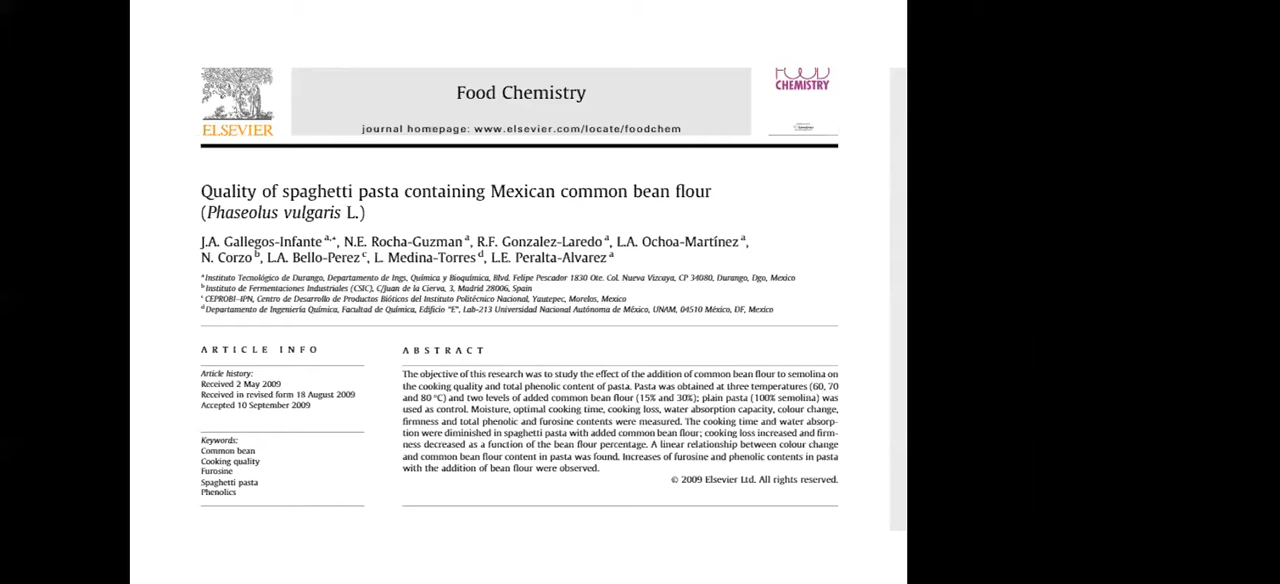 ELSEVIER
Food Chemistry
journal homepage: www.elsevier.com/locate/foodchem
FOOD
CHEMISTRY
Quality of spaghetti pasta containing Mexican common bean flour
(Phaseolus vulgaris L.)
J.A. Gallegos-Infante a,*, N.E. Rocha-Guzman a, R.F. Gonzalez-Laredo a, L.A. Ochoa-Martínez a,
N. Corzo b, L.A. Bello-Perez c, L. Medina-Torres d, L.E. Peralta-Alvarez a
a Instituto Tecnológico de Durango, Departamento de Ings, Química y Bioquímica, Blvd. Felipe Pescador 1830 Ote. Col. Nueva Vizcaya, CP 34080, Durango, Dgo, Mexico
b Instituto de Fermentaciones Industriales (CSIC), C/Juan de la Cierva, 3, Madrid 28006, Spain
c CEPROBI–IPN, Centro de Desarrollo de Productos Bióticos del Instituto Politécnico Nacional, Yautepec, Morelos, Mexico
d Departamento de Ingeniería Química, Facultad de Química, Edificio "E", Lab-213 Universidad Nacional Autónoma de México, UNAM, 04510 México, DF, Mexico
ARTICLE INFO
Article history:
Received 2 May 2009
Received in revised form 18 August 2009
Accepted 10 September 2009
Keywords:
Common bean
Cooking quality
Furosine
Spaghetti pasta
Phenolics
ABSTRACT
The objective of this research was to study the effect of the addition of common bean flour to semolina on
the cooking quality and total phenolic content of pasta. Pasta was obtained at three temperatures (60, 70
and 80 °C) and two levels of added common bean flour (15% and 30%); plain pasta (100% semolina) was
used as control. Moisture, optimal cooking time, cooking loss, water absorption capacity, colour change,
firmness and total phenolic and furosine contents were measured. The cooking time and water absorp-
tion were diminished in spaghetti pasta with added common bean flour; cooking loss increased and firm-
ness decreased as a function of the bean flour percentage. A linear relationship between colour change
and common bean flour content in pasta was found. Increases of furosine and phenolic contents in pasta
with the addition of bean flour were observed.
© 2009 Elsevier Ltd. All rights reserved.